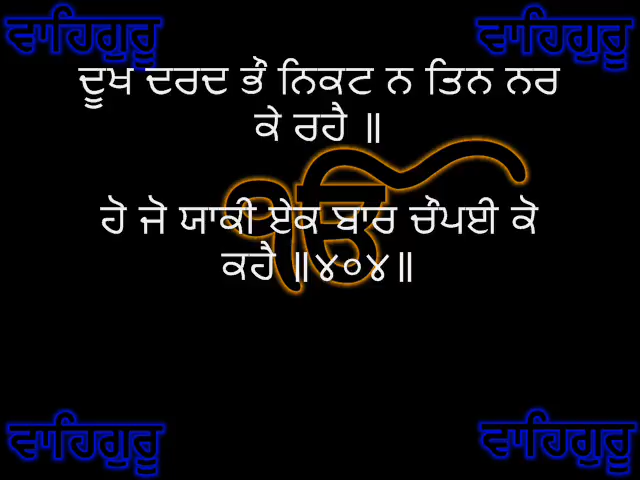 ਵਾਹਿਗੁਰੂ ਵਾਹਿਗੁਰੂ
ਦੂਖ ਦਰਦ ਭੌ ਨਿਕਟ ਨ ਤਿਨ ਨਰ
ਕੇ ਰਹੈ ॥
ੴ
ਹੋ ਜੋ ਯਾਕੀ ਏਕ ਬਾਰ ਚੌਪਈ ਕੋ
ਕਹੈ ॥੪੦੪॥
ਵਾਹਿਗੁਰੂ ਵਾਹਿਗੁਰੂ